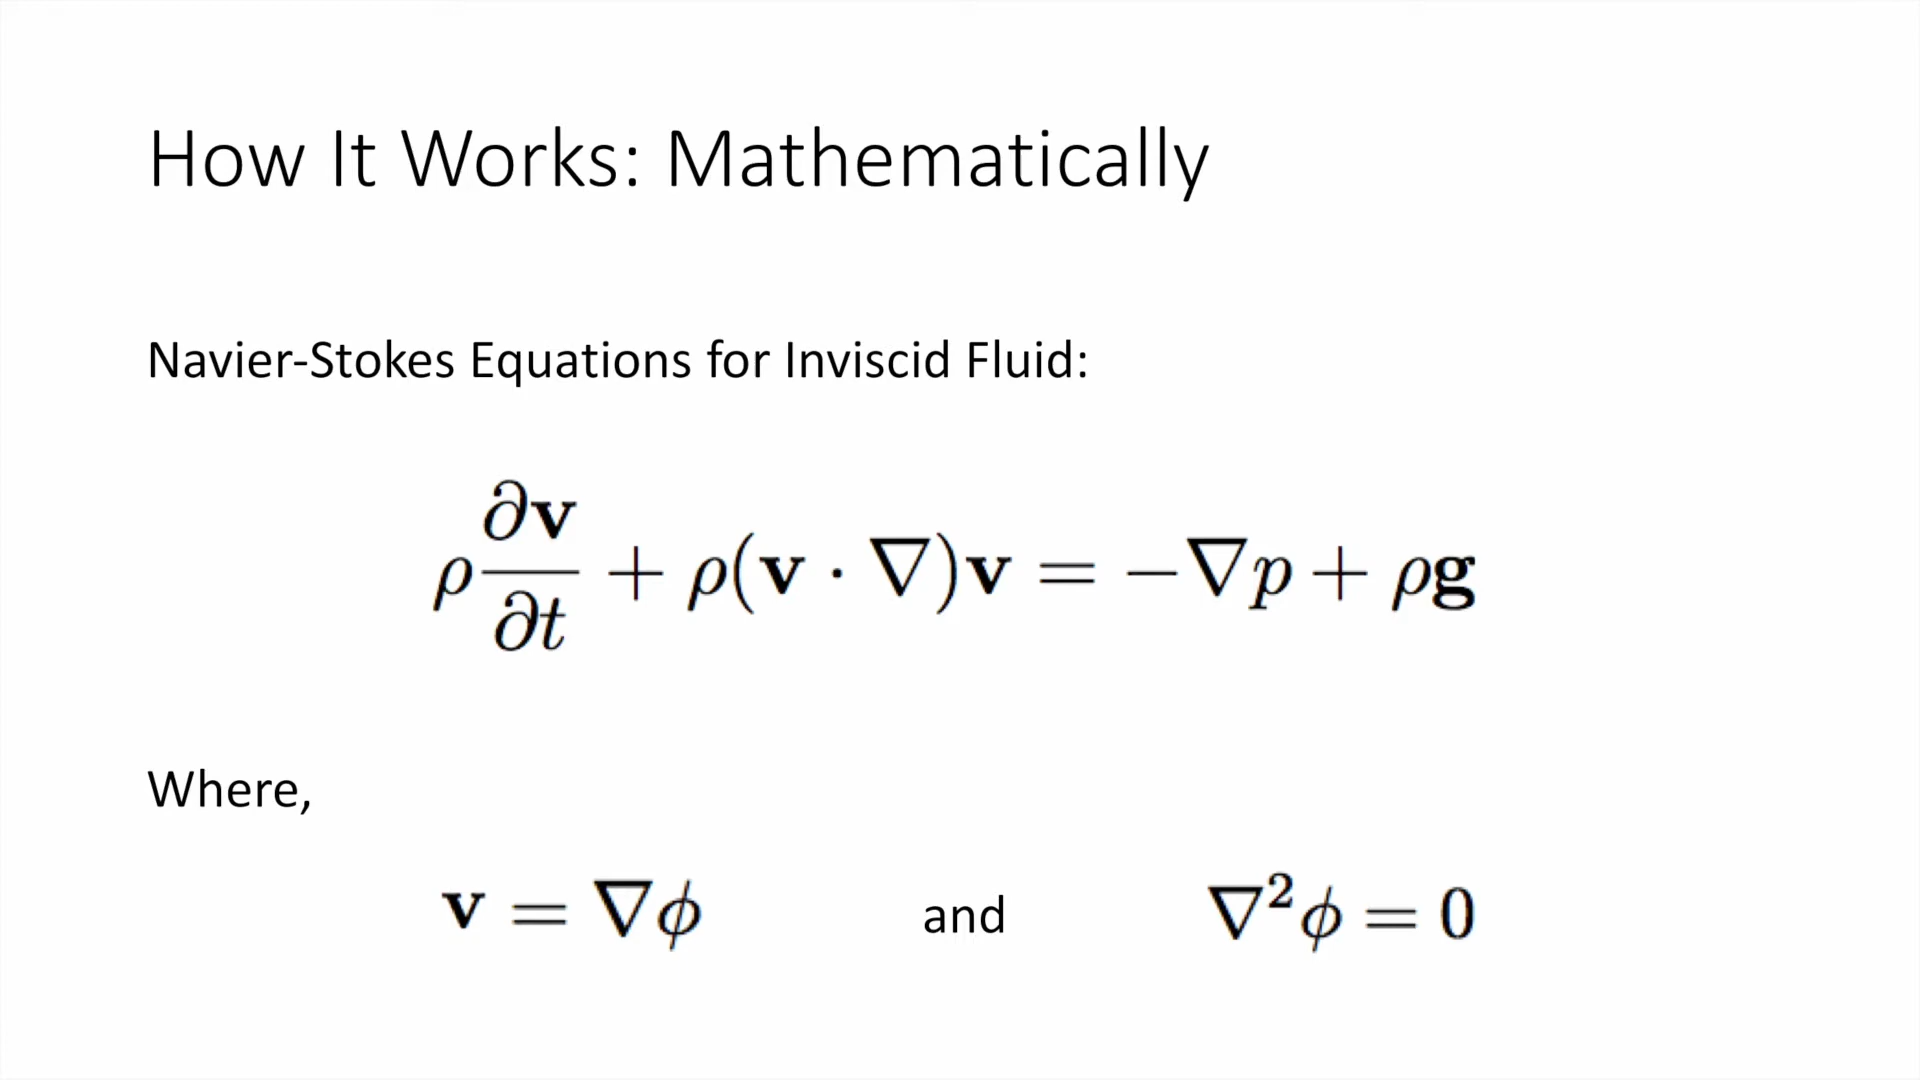 How It Works: Mathematically
Navier-Stokes Equations for Inviscid Fluid:
ρ ∂v/∂t + ρ(v · ∇)v = −∇p + ρg
Where,
v = ∇ϕ and ∇²ϕ = 0